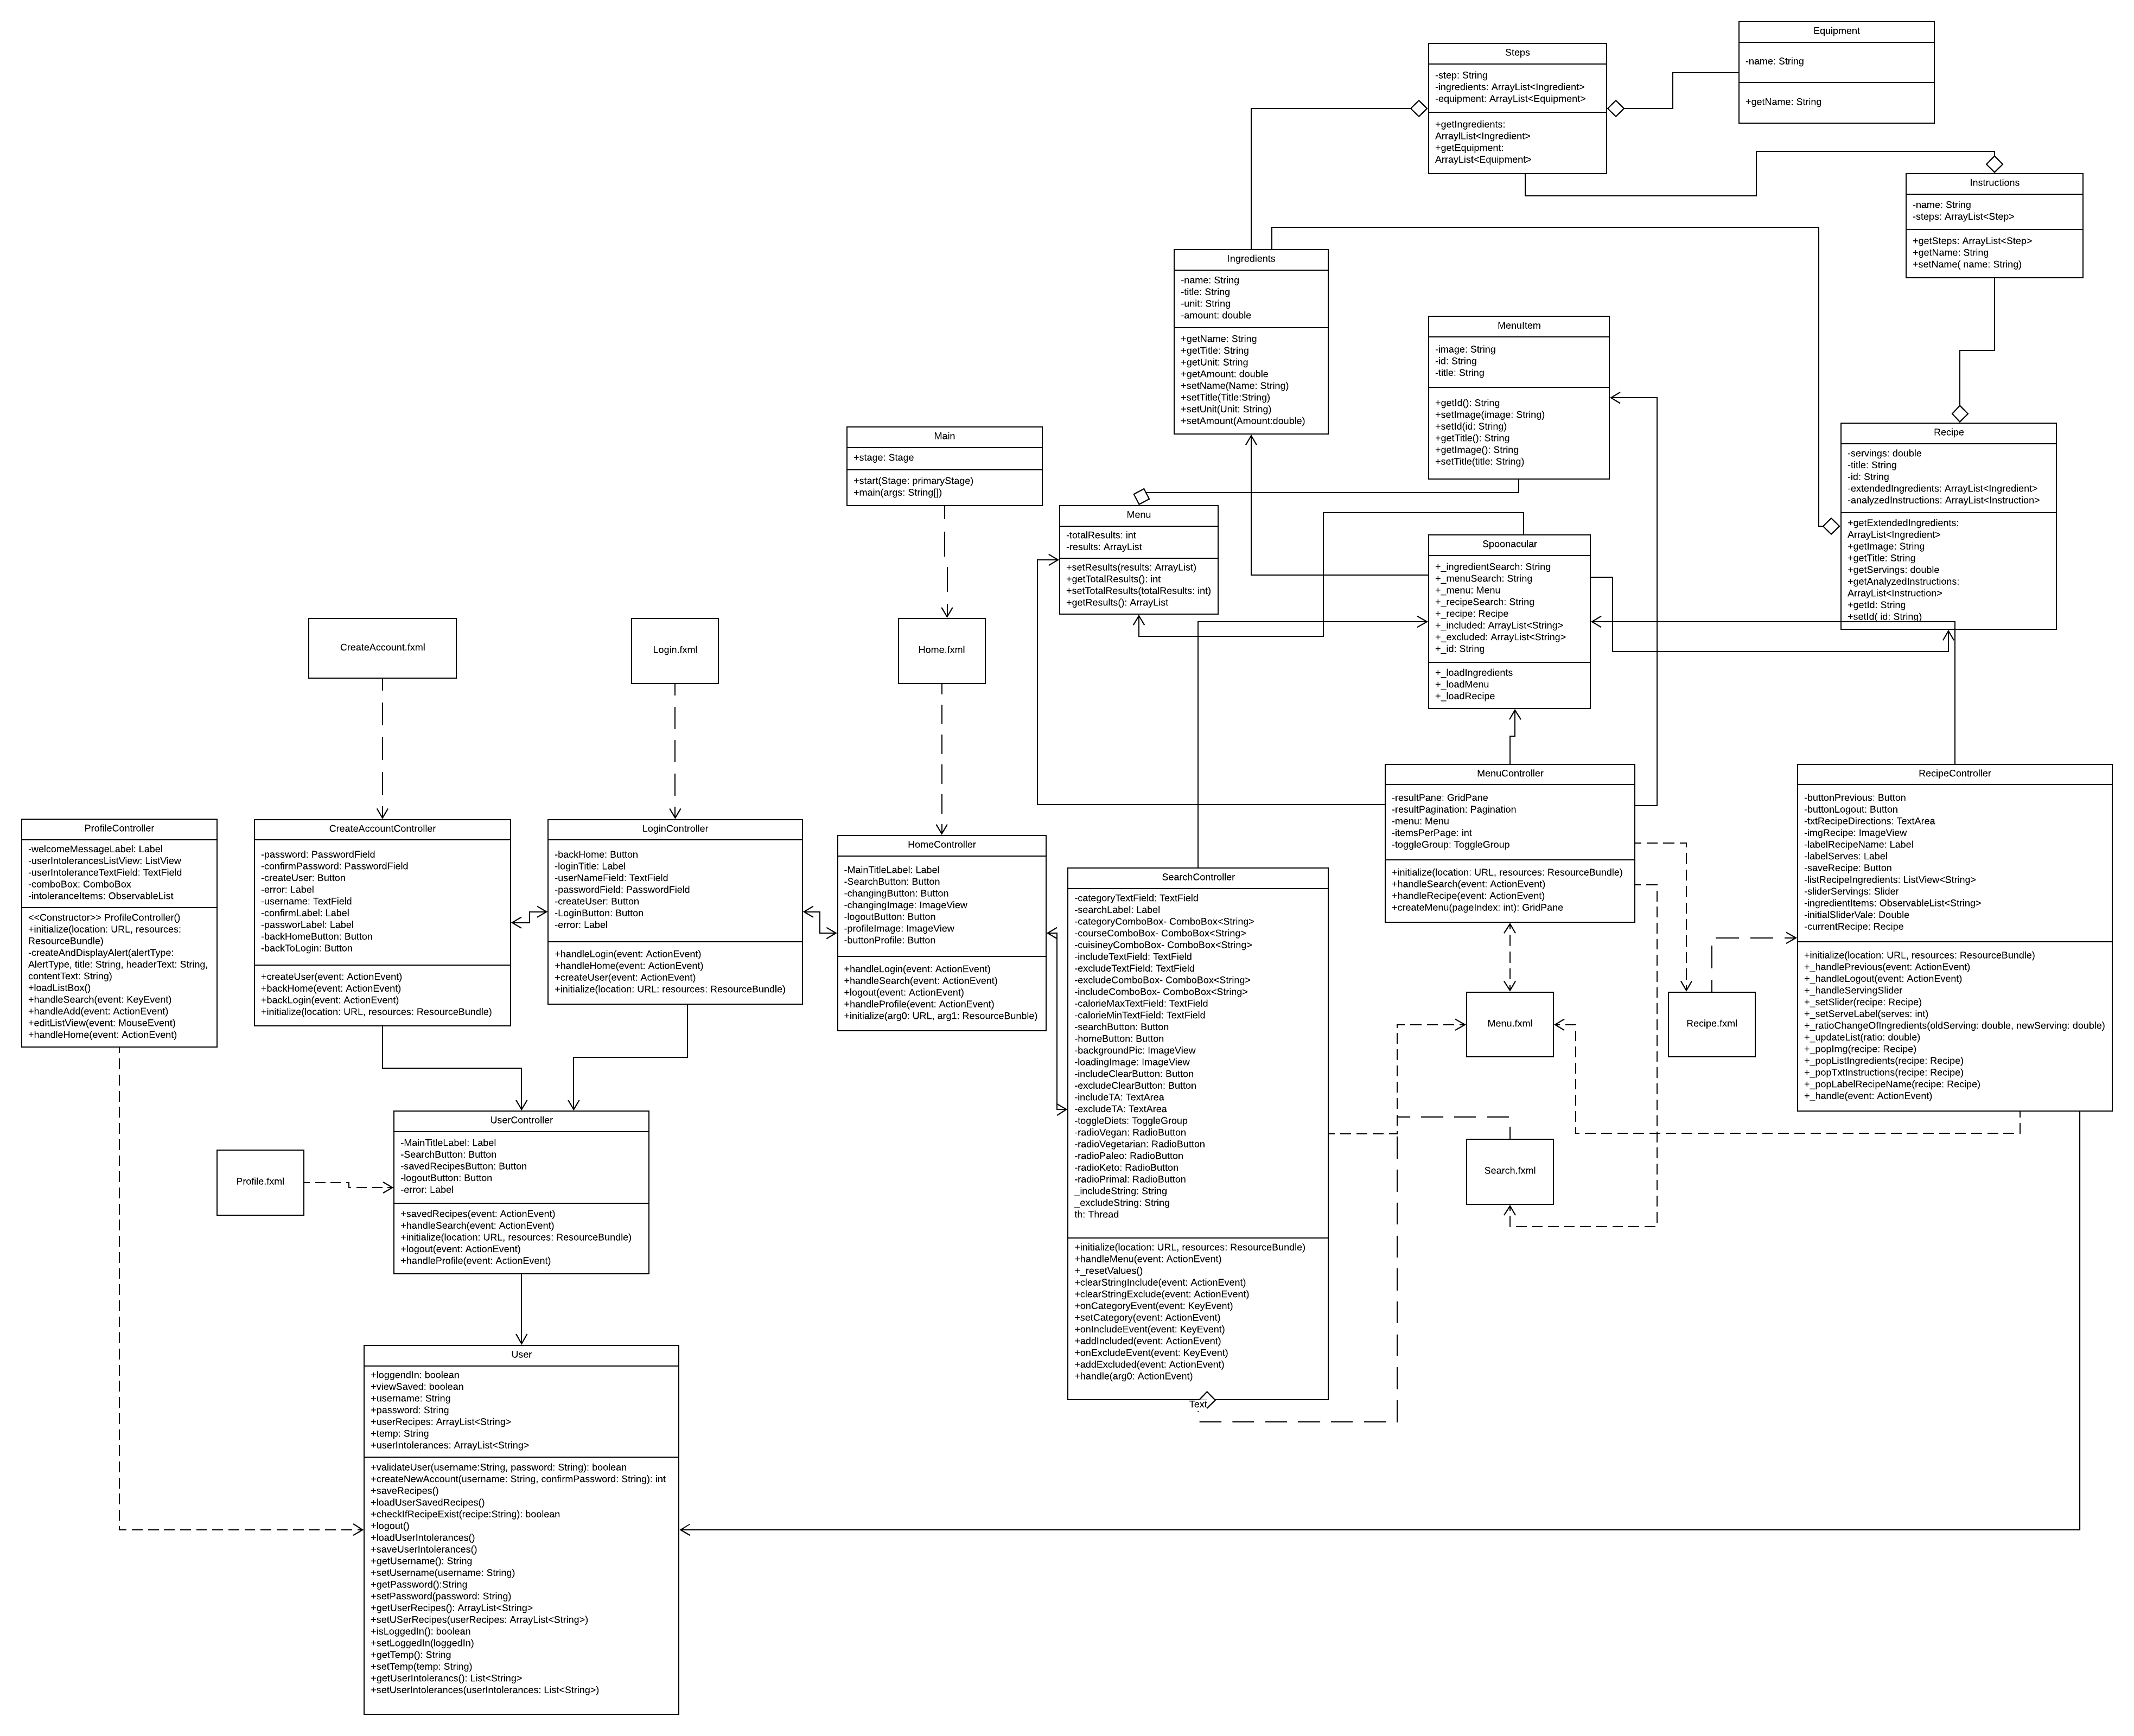 Equipment
-name: String
+getName: String
Steps
-step: String
-ingredients: ArrayList<Ingredient>
-equipment: ArrayList<Equipment>
+getIngredients:
ArraylList<Ingredient>
+getEquipment:
ArrayList<Equipment>
Instructions
-name: String
-steps: ArrayList<Step>
+getSteps: ArrayList<Step>
+getName: String
+setName( name: String)
Ingredients
-name: String
-title: String
-unit: String
-amount: double
+getName: String
+getTitle: String
+getUnit: String
+getAmount: double
+setName(Name: String)
+setTitle(Title:String)
+setUnit(Unit: String)
+setAmount(Amount:double)
MenuItem
-image: String
-id: String
-title: String
+getId(): String
+setImage(image: String)
+setId(id: String)
+getTitle(): String
+getImage(): String
+setTitle(title: String)
Recipe
-servings: double
-title: String
-id: String
-extendedIngredients: ArrayList<Ingredient>
-analyzedInstructions: ArrayList<Instruction>
+getExtendedIngredients:
ArrayList<Ingredient>
+getImage: String
+getTitle: String
+getServings: double
+getAnalyzedInstructions:
ArrayList<Instruction>
+getId: String
+setId( id: String)
Main
+stage: Stage
+start(Stage: primaryStage)
+main(args: String[])
Menu
-totalResults: int
-results: ArrayList
+setResults(results: ArrayList)
+getTotalResults(): int
+setTotalResults(totalResults: int)
+getResults(): ArrayList
Spoonacular
+_ingredientSearch: String
+_menuSearch: String
+_menu: Menu
+_recipeSearch: String
+_recipe: Recipe
+_included: ArrayList<String>
+_excluded: ArrayList<String>
+_id: String
+_loadIngredients
+_loadMenu
+_loadRecipe
CreateAccount.fxml
Login.fxml
Home.fxml
ProfileController
-welcomeMessageLabel: Label
-userIntolerancesListView: ListView
-userIntoleranceTextField: TextField
-comboBox: ComboBox
-intoleranceItems: ObservableList
<<Constructor>> ProfileController()
+initialize(location: URL, resources:
ResourceBundle)
-createAndDisplayAlert(alertType:
AlertType, title: String, headerText: String,
contentText: String)
+loadListBox()
+handleSearch(event: KeyEvent)
+handleAdd(event: ActionEvent)
+editListView(event: MouseEvent)
+handleHome(event: ActionEvent)
CreateAccountController
-password: PasswordField
-confirmPassword: PasswordField
-createUser: Button
-error: Label
-username: TextField
-confirmLabel: Label
-passworLabel: Label
-backHomeButton: Button
-backToLogin: Button
+createUser(event: ActionEvent)
+backHome(event: ActionEvent)
+backLogin(event: ActionEvent)
+initialize(location: URL, resources: ResourceBundle)
LoginController
-backHome: Button
-loginTitle: Label
-userNameField: TextField
-passwordField: PasswordField
-createUser: Button
-LoginButton: Button
-error: Label
+handleLogin(event: ActionEvent)
+handleHome(event: ActionEvent)
+createUser(event: ActionEvent)
+initialize(location: URL: resources: ResourceBundle)
HomeController
-MainTitleLabel: Label
-SearchButton: Button
-changingButton: Button
-changingImage: ImageView
-logoutButton: Button
-profileImage: ImageView
-buttonProfile: Button
+handleLogin(event: ActionEvent)
+handleSearch(event: ActionEvent)
+logout(event: ActionEvent)
+handleProfile(event: ActionEvent)
+initialize(arg0: URL, arg1: ResourceBunble)
SearchController
-categoryTextField: TextField
-searchLabel: Label
-categoryComboBox- ComboBox<String>
-courseComboBox- ComboBox<String>
-cuisineyComboBox- ComboBox<String>
-includeTextField: TextField
-excludeTextField: TextField
-excludeComboBox- ComboBox<String>
-includeComboBox- ComboBox<String>
-calorieMaxTextField: TextField
-calorieMinTextField: TextField
-searchButton: Button
-homeButton: Button
-backgroundPic: ImageView
-loadingImage: ImageView
-includeClearButton: Button
-excludeClearButton: Button
-includeTA: TextArea
-excludeTA: TextArea
-toggleDiets: ToggleGroup
-radioVegan: RadioButton
-radioVegetarian: RadioButton
-radioPaleo: RadioButton
-radioKeto: RadioButton
-radioPrimal: RadioButton
_includeString: String
_excludeString: String
th: Thread
+initialize(location: URL, resources: ResourceBundle)
+handleMenu(event: ActionEvent)
+_resetValues()
+clearStringInclude(event: ActionEvent)
+clearStringExclude(event: ActionEvent)
+onCategoryEvent(event: KeyEvent)
+setCategory(event: ActionEvent)
+onIncludeEvent(event: KeyEvent)
+addIncluded(event: ActionEvent)
+onExcludeEvent(event: KeyEvent)
+addExcluded(event: ActionEvent)
+handle(arg0: ActionEvent)
Text
MenuController
-resultPane: GridPane
-resultPagination: Pagination
-menu: Menu
-itemsPerPage: int
-toggleGroup: ToggleGroup
+initialize(location: URL, resources: ResourceBundle)
+handleSearch(event: ActionEvent)
+handleRecipe(event: ActionEvent)
+createMenu(pageIndex: int): GridPane
RecipeController
-buttonPrevious: Button
-buttonLogout: Button
-txtRecipeDirections: TextArea
-imgRecipe: ImageView
-labelRecipeName: Label
-labelServes: Label
-saveRecipe: Button
-listRecipeIngredients: ListView<String>
-sliderServings: Slider
-ingredientItems: ObservableList<String>
-initialSliderVale: Double
-currentRecipe: Recipe
+initialize(location: URL, resources: ResourceBundle)
+_handlePrevious(event: ActionEvent)
+_handleLogout(event: ActionEvent)
+_handleServingSlider
+_setSlider(recipe: Recipe)
+_setServeLabel(serves: int)
+_ratioChangeOfIngredients(oldServing: double, newServing: double)
+_updateList(ratio: double)
+_popImg(recipe: Recipe)
+_popListIngredients(recipe: Recipe)
+_popTxtInstructions(recipe: Recipe)
+_popLabelRecipeName(recipe: Recipe)
+_handle(event: ActionEvent)
Menu.fxml
Recipe.fxml
Search.fxml
Profile.fxml
UserController
-MainTitleLabel: Label
-SearchButton: Button
-savedRecipesButton: Button
-logoutButton: Button
-error: Label
+savedRecipes(event: ActionEvent)
+handleSearch(event: ActionEvent)
+initialize(location: URL, resources: ResourceBundle)
+logout(event: ActionEvent)
+handleProfile(event: ActionEvent)
User
+loggendIn: boolean
+viewSaved: boolean
+username: String
+password: String
+userRecipes: ArrayList<String>
+temp: String
+userIntolerances: ArrayList<String>
+validateUser(username:String, password: String): boolean
+createNewAccount(username: String, confirmPassword: String): int
+saveRecipes()
+loadUserSavedRecipes()
+checkIfRecipeExist(recipe:String): boolean
+logout()
+loadUserIntolerances()
+saveUserIntolerances()
+getUsername(): String
+setUsername(username: String)
+getPassword():String
+setPassword(password: String)
+getUserRecipes(): ArrayList<String>
+setUSerRecipes(userRecipes: ArrayList<String>)
+isLoggedIn(): boolean
+setLoggedIn(loggedIn)
+getTemp(): String
+setTemp(temp: String)
+getUserIntolerancs(): List<String>
+setUserIntolerances(userIntolerances: List<String>)